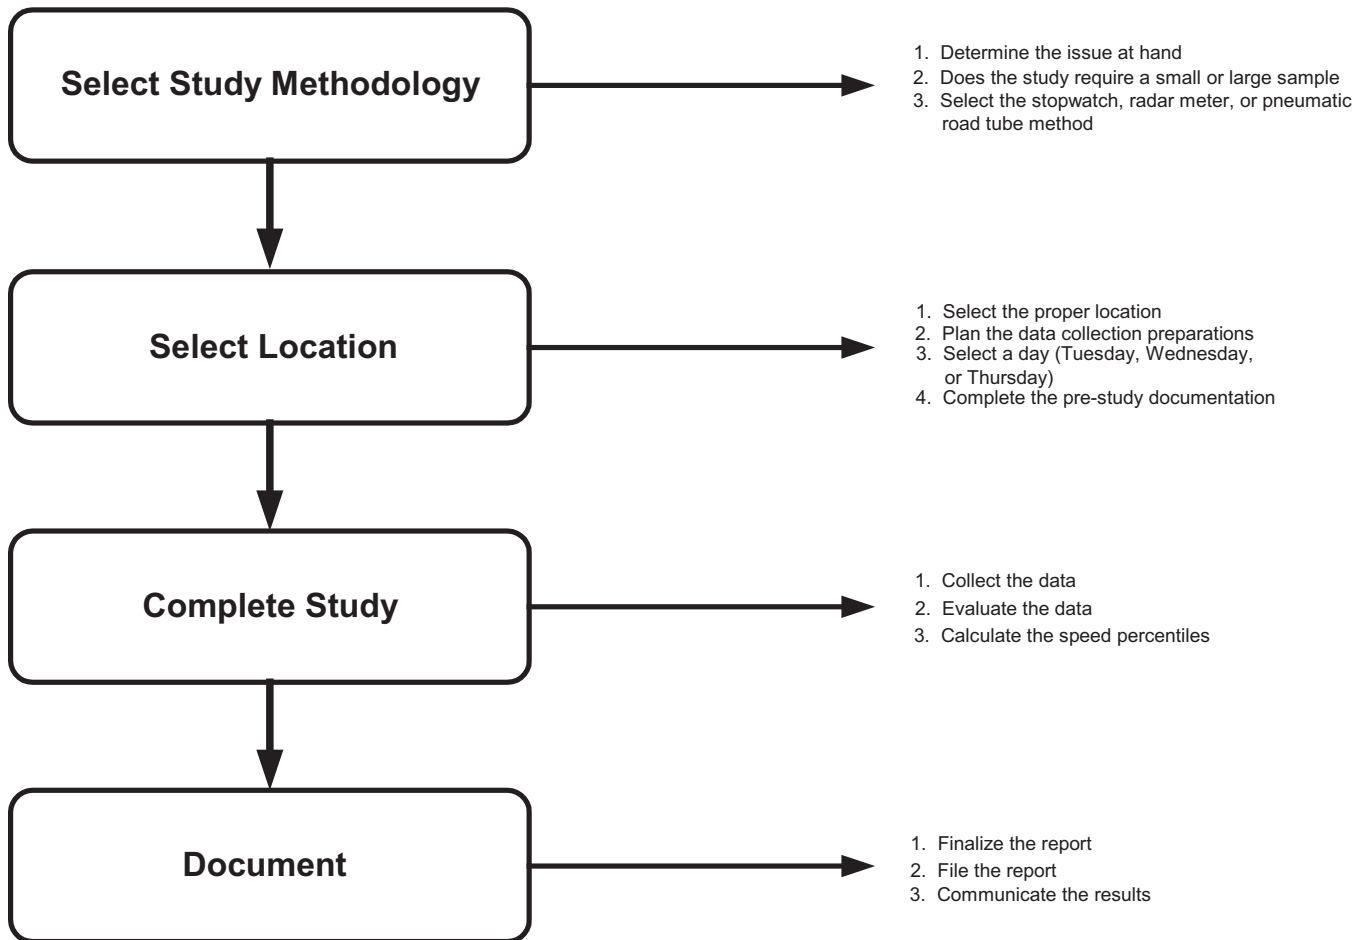 Select Study Methodology
1. Determine the issue at hand
2. Does the study require a small or large sample
3. Select the stopwatch, radar meter, or pneumatic
road tube method
Select Location
1. Select the proper location
2. Plan the data collection preparations
3. Select a day (Tuesday, Wednesday,
or Thursday)
4. Complete the pre-study documentation
Complete Study
1. Collect the data
2. Evaluate the data
3. Calculate the speed percentiles
Document
1. Finalize the report
2. File the report
3. Communicate the results